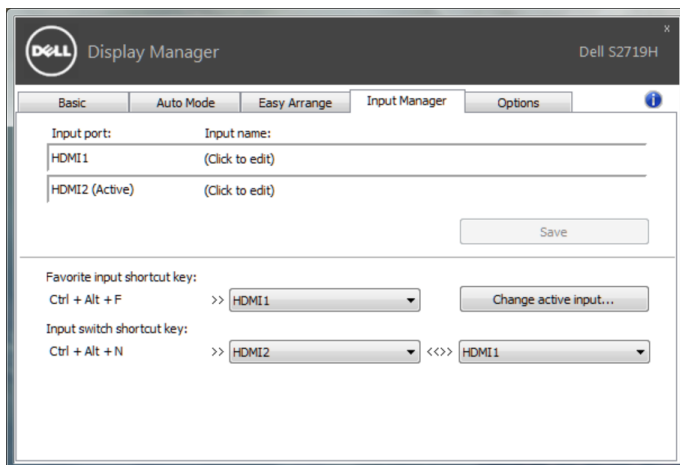 x
DELL Display Manager Dell S2719H
Basic Auto Mode Easy Arrange Input Manager Options i
Input port: Input name:
HDMI1 (Click to edit)
HDMI2 (Active) (Click to edit)
Save
Favorite input shortcut key:
Ctrl + Alt + F >> HDMI1 Change active input...
Input switch shortcut key:
Ctrl + Alt + N >> HDMI2 <<>> HDMI1